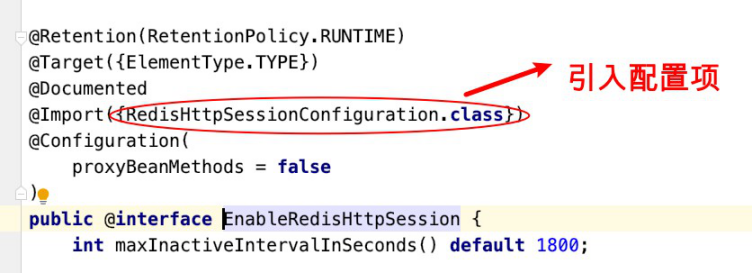 @Retention(RetentionPolicy.RUNTIME)
@Target({ElementType.TYPE})
@Documented
@Import({RedisHttpSessionConfiguration.class})
引入配置项
@Configuration(
    proxyBeanMethods = false
)
public @interface EnableRedisHttpSession {
    int maxInactiveIntervalInSeconds() default 1800;